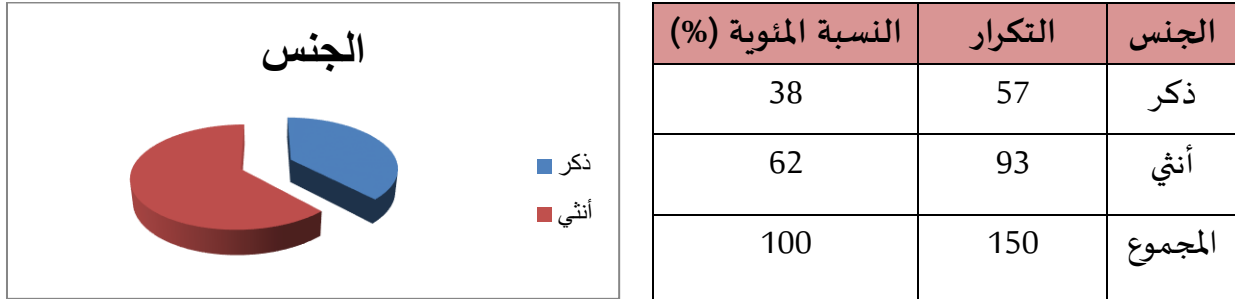 الجنس
ذكر
أنثي
الجنس التكرار النسبة المئوية (%)
ذكر 57 38
أنثي 93 62
المجموع 150 100